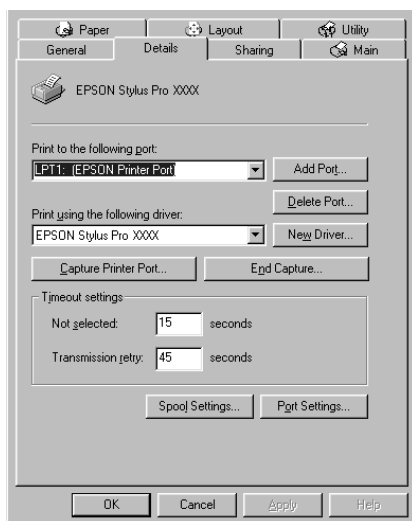 Paper Layout Utility
General Details Sharing Main
EPSON Stylus Pro XXXX
Print to the following port:
LPT1: (EPSON Printer Port) Add Port...
Delete Port...
Print using the following driver:
EPSON Stylus Pro XXXX New Driver...
Capture Printer Port... End Capture...
Timeout settings
Not selected: 15 seconds
Transmission retry: 45 seconds
Spool Settings... Port Settings...
OK Cancel Apply Help